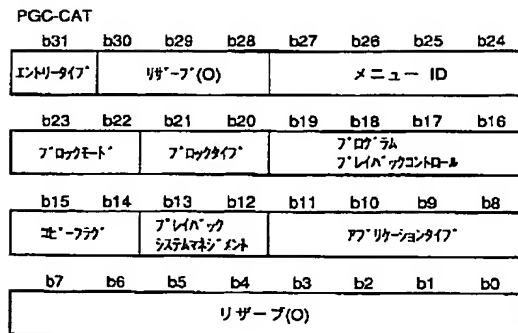 PGC-CAT
b31 b30 b29 b28 b27 b26 b25 b24
エントリータイプ リザーブ(O) メニュー ID
b23 b22 b21 b20 b19 b18 b17 b16
ブロックモード ブロックタイプ プログラム
プレイバックコントロール
b15 b14 b13 b12 b11 b10 b9 b8
コピーフラグ プレイバック アプリケーションタイプ
システムマネジメント
b7 b6 b5 b4 b3 b2 b1 b0
リザーブ(O)